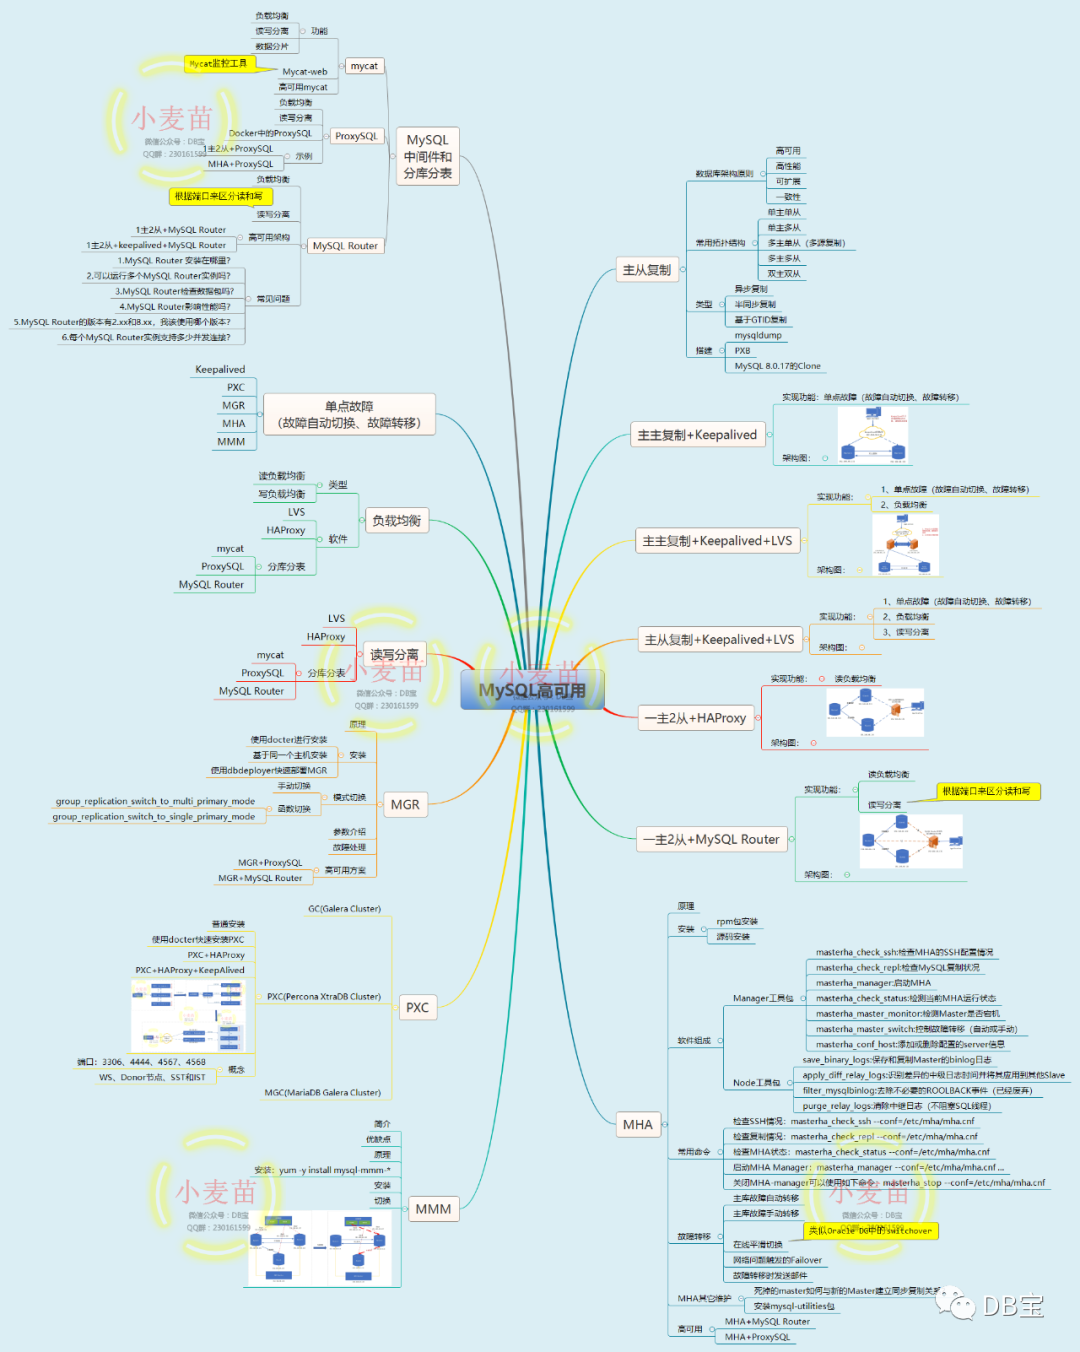 MySQL高可用
MySQL
中间件和
分库分表
mycat
功能
负载均衡
读写分离
数据分片
Mycat-web
Mycat监控工具
高可用mycat
ProxySQL
负载均衡
读写分离
Docker中的ProxySQL
示例
1主2从+ProxySQL
MHA+ProxySQL
MySQL Router
负载均衡
根据端口来区分读和写
读写分离
高可用架构
1主2从+MySQL Router
1主2从+keepalived+MySQL Router
常见问题
1.MySQL Router 安装在哪里?
2.可以运行多个MySQL Router实例吗?
3.MySQL Router检查数据包吗?
4.MySQL Router影响性能吗?
5.MySQL Router的版本有2.xx和8.xx，我该使用哪个版本?
6.每个MySQL Router实例支持多少并发连接?
单点故障
（故障自动切换、故障转移）
Keepalived
PXC
MGR
MHA
MMM
负载均衡
类型
读负载均衡
写负载均衡
软件
LVS
HAProxy
分库分表
mycat
ProxySQL
MySQL Router
读写分离
LVS
HAProxy
分库分表
mycat
ProxySQL
MySQL Router
MGR
原理
安装
使用docter进行安装
基于同一个主机安装
使用dbdeployer快速部署MGR
模式切换
手动切换
函数切换
group_replication_switch_to_multi_primary_mode
group_replication_switch_to_single_primary_mode
参数介绍
故障处理
高可用方案
MGR+ProxySQL
MGR+MySQL Router
PXC
GC(Galera Cluster)
PXC(Percona XtraDB Cluster)
普通安装
使用docter快速安装PXC
PXC+HAProxy
PXC+HAProxy+KeepAlived
概念
端口：3306、4444、4567、4568
WS、Donor节点、SST和IST
MGC(MariaDB Galera Cluster)
MMM
简介
优缺点
原理
安装：yum -y install mysql-mmm-*
安装
切换
主从复制
数据库架构原则
高可用
高性能
可扩展
一致性
常用拓扑结构
单主单从
单主多从
多主单从（多源复制）
多主多从
双主双从
类型
异步复制
半同步复制
基于GTID复制
搭建
mysqldump
PXB
MySQL 8.0.17的Clone
主主复制+Keepalived
实现功能：单点故障（故障自动切换、故障转移）
架构图：
主主复制+Keepalived+LVS
实现功能：
1、单点故障（故障自动切换、故障转移）
2、负载均衡
架构图：
主从复制+Keepalived+LVS
实现功能：
1、单点故障（故障自动切换、故障转移）
2、负载均衡
3、读写分离
架构图：
一主2从+HAProxy
实现功能：
读负载均衡
架构图：
一主2从+MySQL Router
实现功能：
读负载均衡
读写分离
根据端口来区分读和写
架构图：
MHA
原理
安装
rpm包安装
源码安装
软件组成
Manager工具包
masterha_check_ssh:检查MHA的SSH配置情况
masterha_check_repl:检查MySQL复制状况
masterha_manager:启动MHA
masterha_check_status:检测当前MHA运行状态
masterha_master_monitor:检测Master是否宕机
masterha_master_switch:控制故障转移（自动或手动）
masterha_conf_host:添加或删除配置的server信息
Node工具包
save_binary_logs:保存和复制Master的binlog日志
apply_diff_relay_logs:识别差异的中继日志时间并将其应用到其他Slave
filter_mysqlbinlog:去除不必要的ROOLBACK事件（已经废弃）
purge_relay_logs:清除中继日志（不阻塞SQL线程）
常用命令
检查SSH情况：masterha_check_ssh --conf=/etc/mha/mha.cnf
检查复制情况：masterha_check_repl --conf=/etc/mha/mha.cnf
检查MHA状态：masterha_check_status --conf=/etc/mha/mha.cnf
启动MHA Manager：masterha_manager --conf=/etc/mha/mha.cnf ...
关闭MHA-manager可以使用如下命令：masterha_stop --conf=/etc/mha/mha.cnf
故障转移
主库故障自动转移
主库故障手动转移
在线平滑切换
类似Oracle DG中的switchover
网络问题触发的Failover
故障转移时发送邮件
MHA其它维护
死掉的master如何与新的Master建立同步复制关系
安装mysql-utilities包
高可用
MHA+MySQL Router
MHA+ProxySQL
小麦苗
微信公众号：DB宝
QQ群：230161599
小麦苗
微信公众号：DB宝
QQ群：230161599
小麦苗
QQ群：230161599
小麦苗
微信公众号：DB宝
QQ群：230161599
小麦苗
微信公众号：DB宝
QQ群：230161599
DB宝